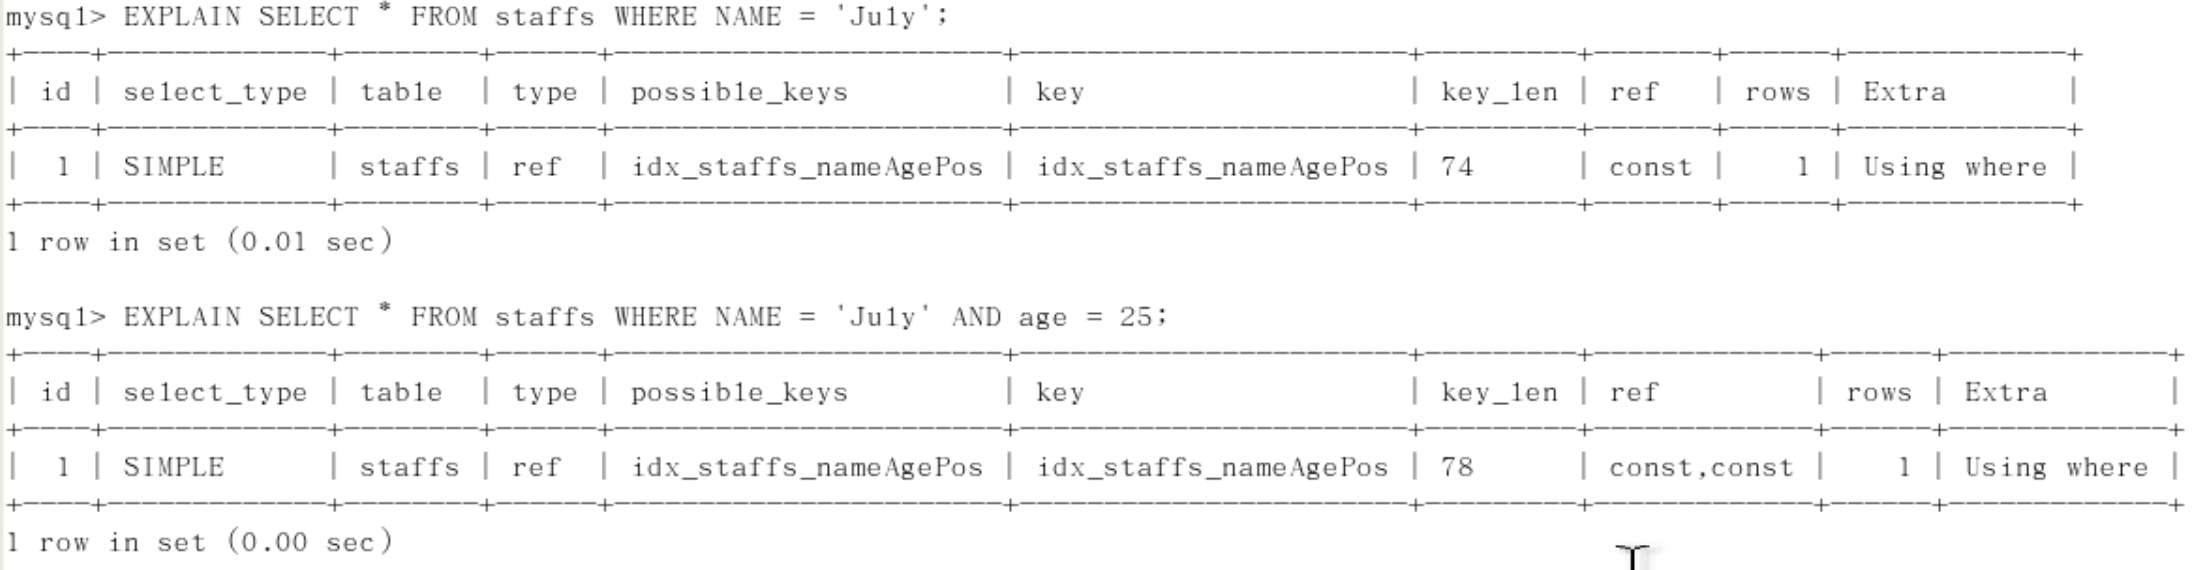 mysql> EXPLAIN SELECT * FROM staffs WHERE NAME = 'July';
+----+-------------+--------+------+-----------------------+-----------------------+---------+-------+------+-------------+
| id | select_type | table  | type | possible_keys         | key                   | key_len | ref   | rows | Extra       |
+----+-------------+--------+------+-----------------------+-----------------------+---------+-------+------+-------------+
|  1 | SIMPLE      | staffs | ref  | idx_staffs_nameAgePos | idx_staffs_nameAgePos | 74      | const |    1 | Using where |
+----+-------------+--------+------+-----------------------+-----------------------+---------+-------+------+-------------+
1 row in set (0.01 sec)
mysql> EXPLAIN SELECT * FROM staffs WHERE NAME = 'July' AND age = 25;
+----+-------------+--------+------+-----------------------+-----------------------+---------+-------------+------+-------------+
| id | select_type | table  | type | possible_keys         | key                   | key_len | ref         | rows | Extra       |
+----+-------------+--------+------+-----------------------+-----------------------+---------+-------------+------+-------------+
|  1 | SIMPLE      | staffs | ref  | idx_staffs_nameAgePos | idx_staffs_nameAgePos | 78      | const,const |    1 | Using where |
+----+-------------+--------+------+-----------------------+-----------------------+---------+-------------+------+-------------+
1 row in set (0.00 sec)